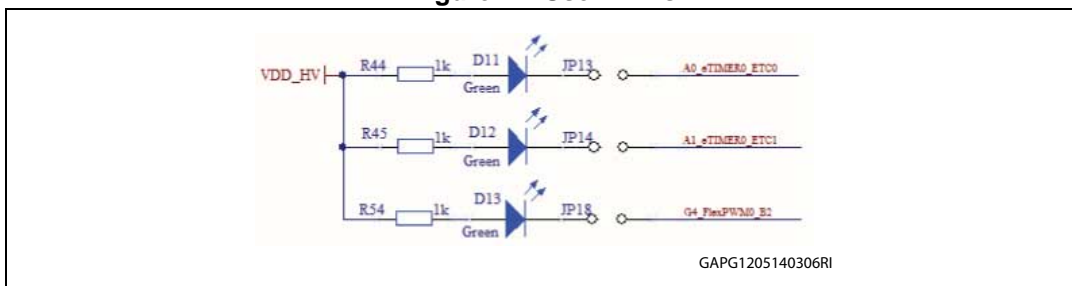 R44 1k D11 Green JP13 A0_eTIMER0_ETC0
VDD_HV
R45 1k D12 Green JP14 A1_eTIMER0_ETC1
R54 1k D13 Green JP18 G4_FlexPWM0_B2
GAPG1205140306RI